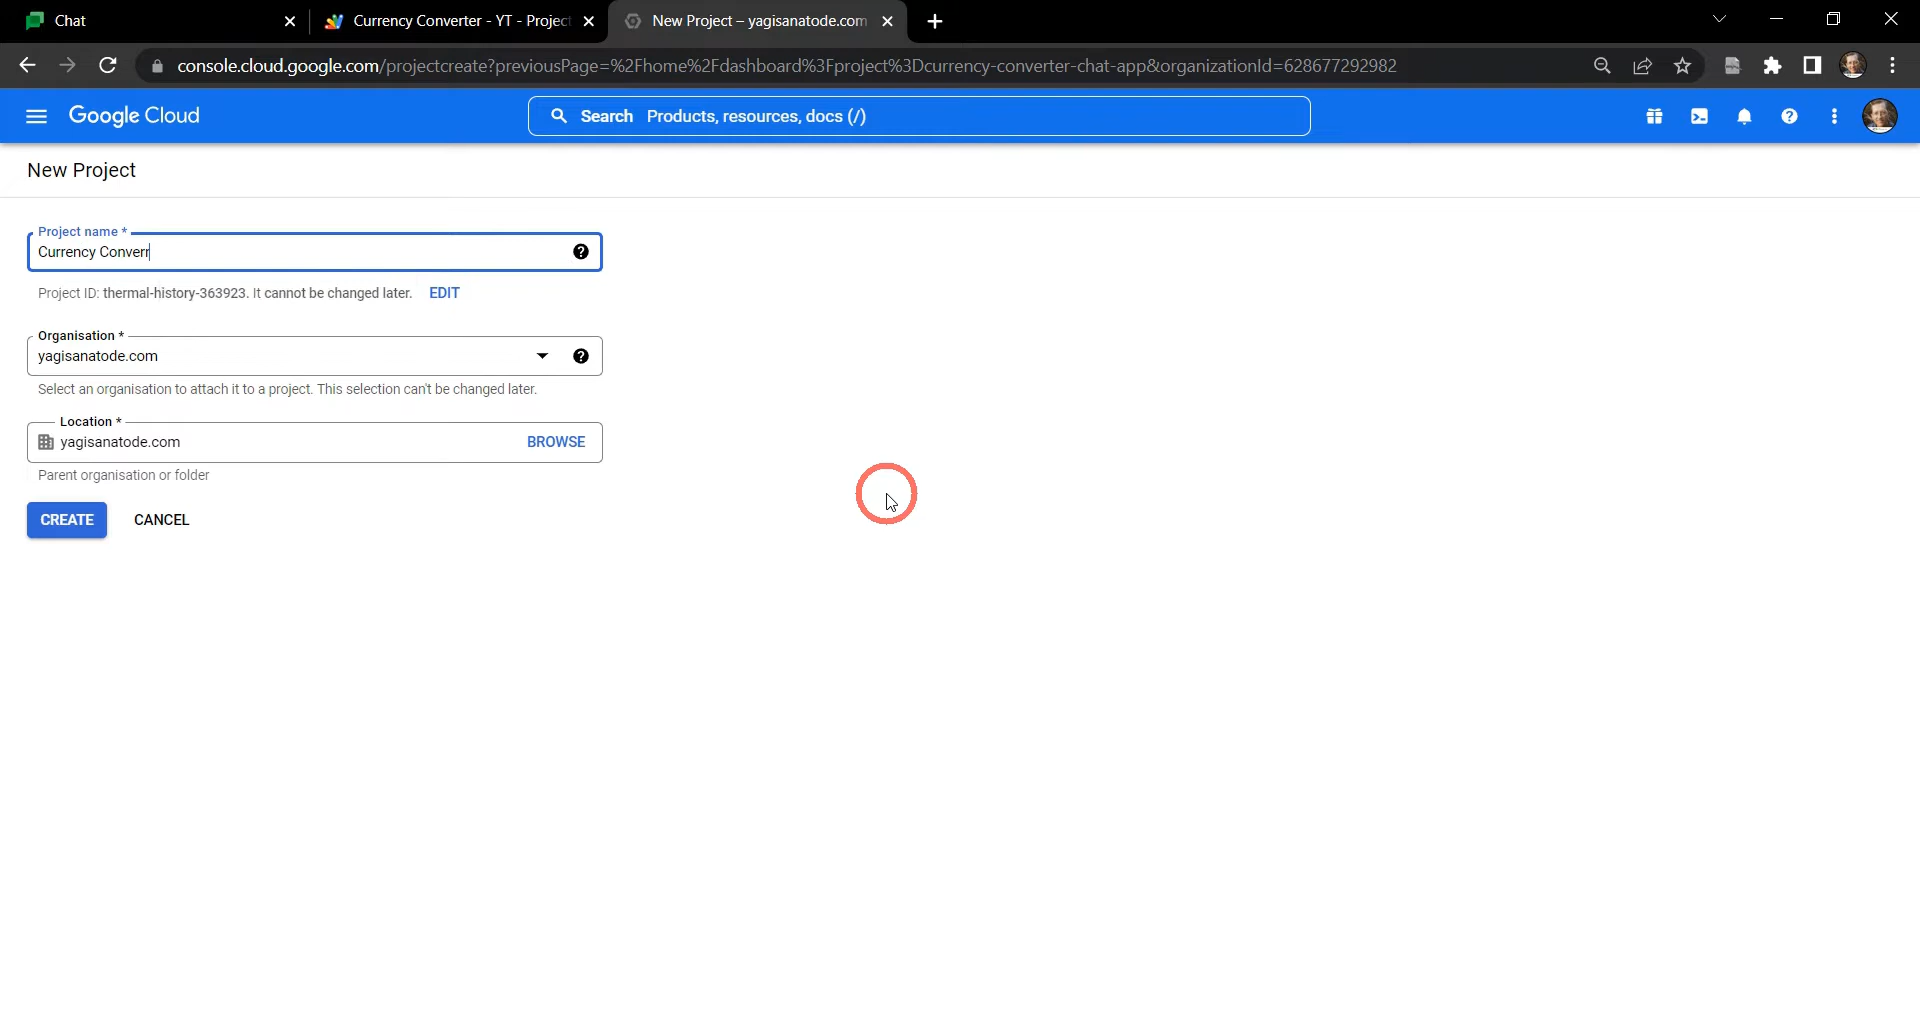 Chat
Currency Converter - YT - Project
New Project – yagisanatode.com
console.cloud.google.com/projectcreate?previousPage=%2Fhome%2Fdashboard%3Fproject%3Dcurrency-converter-chat-app&organizationId=628677292982
Google Cloud
Search Products, resources, docs (/)
New Project
Project name *
Currency Converr
Project ID: thermal-history-363923. It cannot be changed later. EDIT
Organisation *
yagisanatode.com
Select an organisation to attach it to a project. This selection can't be changed later.
Location *
yagisanatode.com BROWSE
Parent organisation or folder
CREATE CANCEL